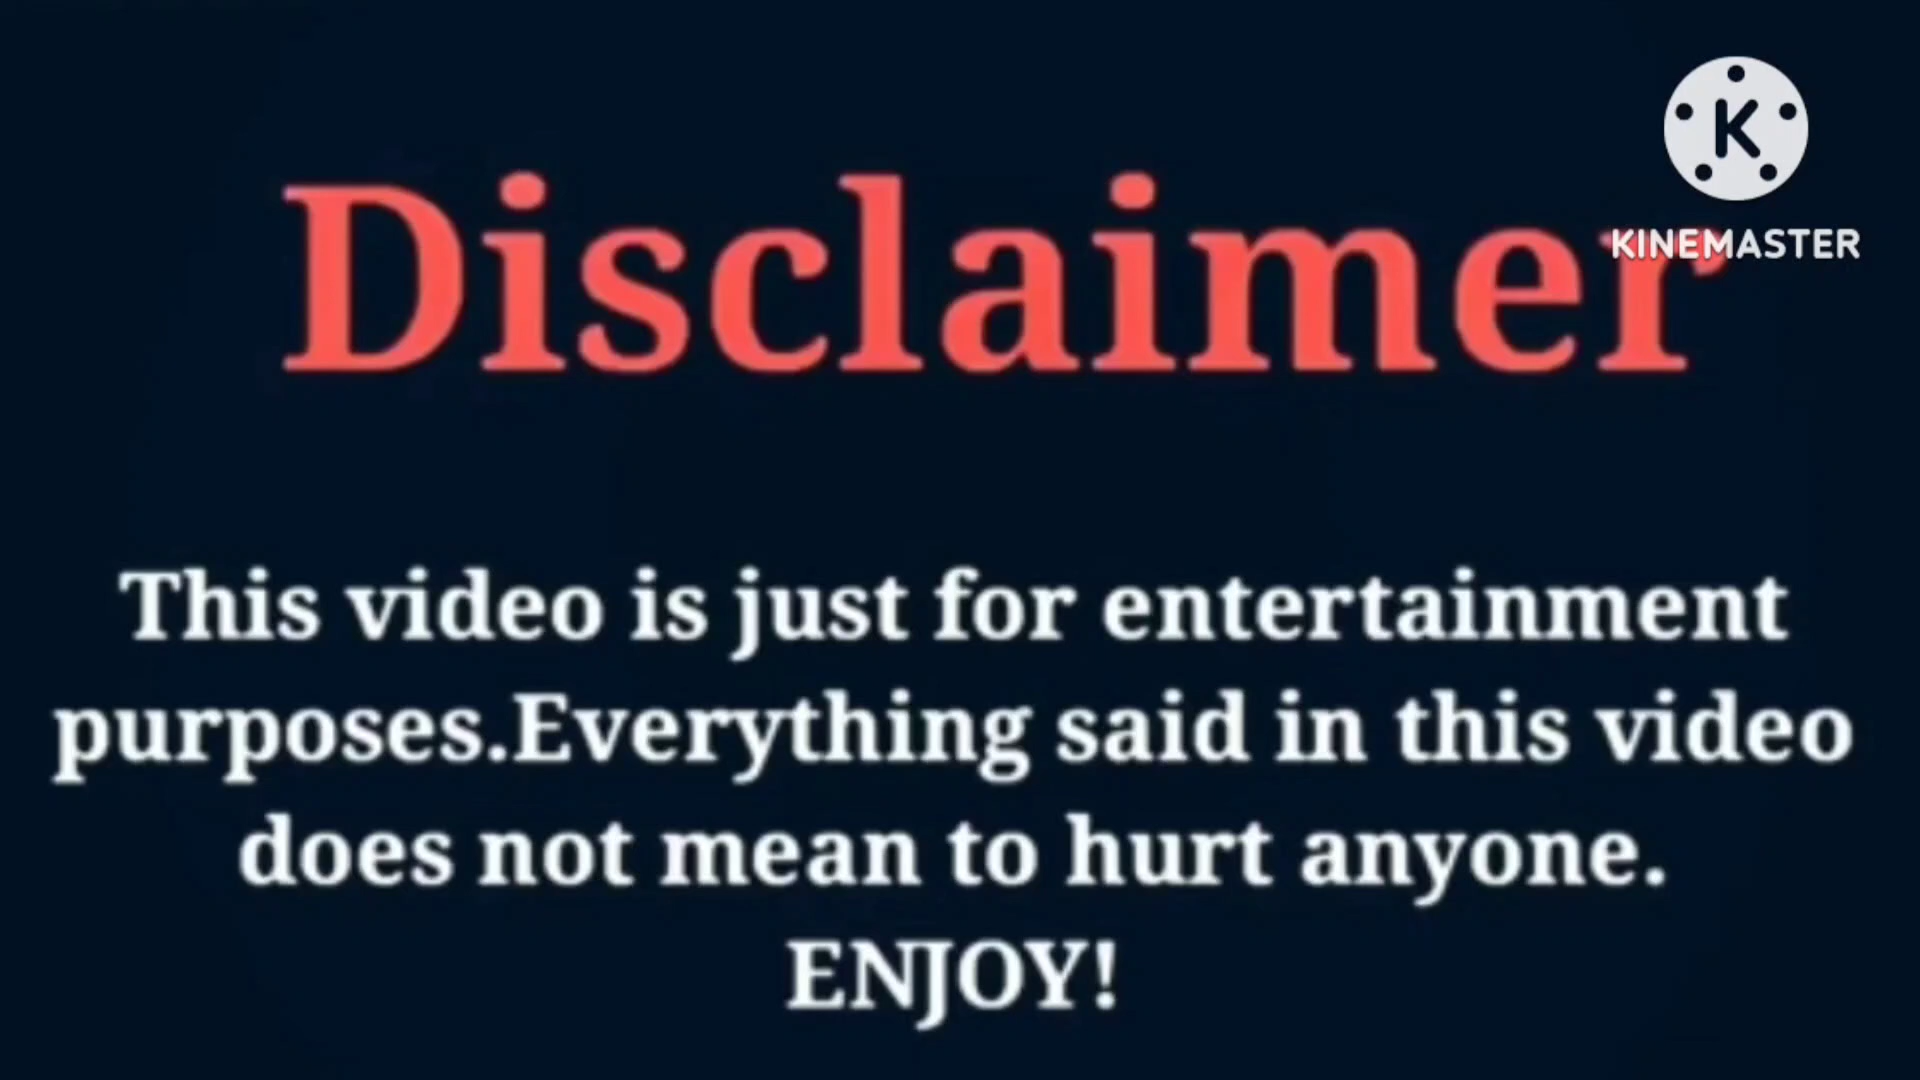 K
KINEMASTER
Disclaimer
This video is just for entertainment
purposes.Everything said in this video
does not mean to hurt anyone.
ENJOY!